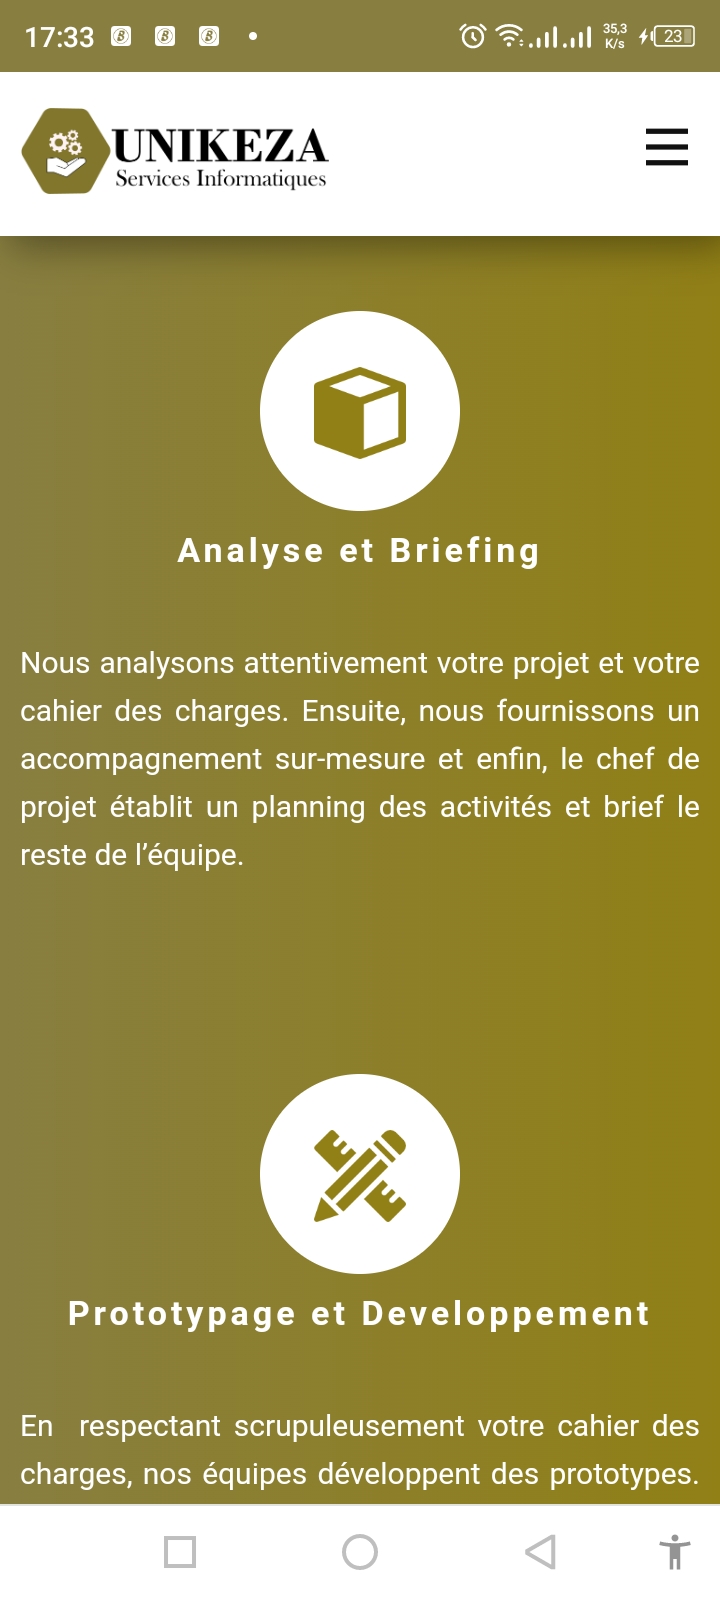 17:33
35,3
K/s
23
UNIKEZA
Services Informatiques
Analyse et Briefing
Nous analysons attentivement votre projet et votre
cahier des charges. Ensuite, nous fournissons un
accompagnement sur-mesure et enfin, le chef de
projet établit un planning des activités et brief le
reste de l’équipe.
Prototypage et Developpement
En respectant scrupuleusement votre cahier des
charges, nos équipes développent des prototypes.